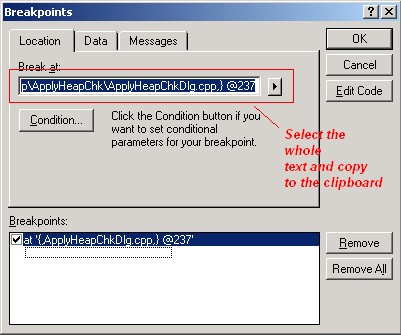 Breakpoints
Location
Data
Messages
OK
Cancel
Edit Code
Break at:
p\ApplyHeapChk\ApplyHeapChkDlg.cpp,} @237
Condition...
Click the Condition button if you
want to set conditional
parameters for your breakpoint.
Select the
whole
text and copy
to the clipboard
Breakpoints:
at '{,ApplyHeapChkDlg.cpp,} @237'
Remove
Remove All